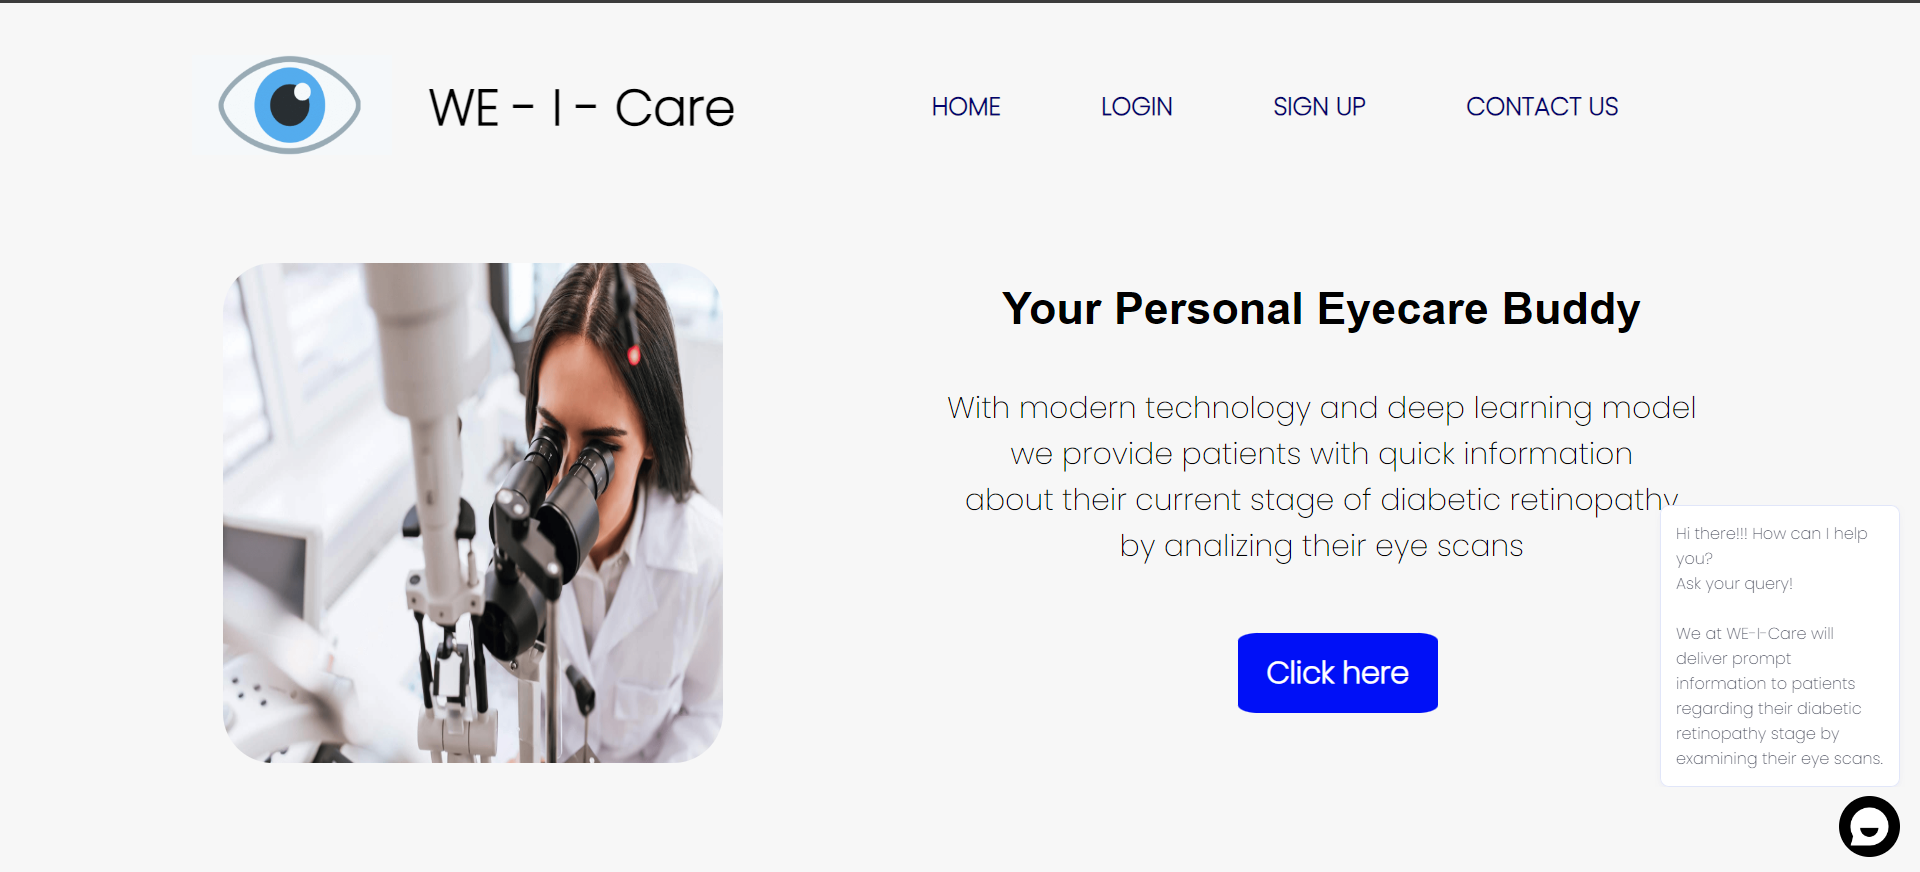 WE - I - Care
HOME
LOGIN
SIGN UP
CONTACT US
Your Personal Eyecare Buddy
With modern technology and deep learning model
we provide patients with quick information
about their current stage of diabetic retinopathy
by analizing their eye scans
Click here
Hi there!!! How can I help
you?
Ask your query!
We at WE-I-Care will
deliver prompt
information to patients
regarding their diabetic
retinopathy stage by
examining their eye scans.